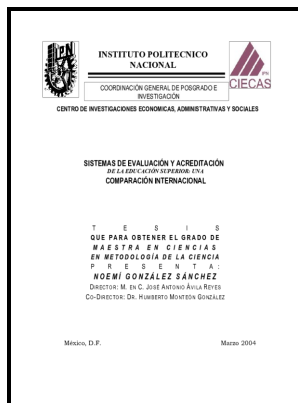 INSTITUTO POLITECNICO
NACIONAL
COORDINACIÓN GENERAL DE POSGRADO E
INVESTIGACIÓN
IPN
CIECAS
CENTRO DE INVESTIGACIONES ECONOMICAS, ADMINISTRATIVAS Y SOCIALES
SISTEMAS DE EVALUACIÓN Y ACREDITACIÓN
DE LA EDUCACIÓN SUPERIOR: UNA
COMPARACIÓN INTERNACIONAL
T E S I S
QUE PARA OBTENER EL GRADO DE
MAESTRA EN CIENCIAS
EN METODOLOGÍA DE LA CIENCIA
P R E S E N T A :
NOEMÍ GONZÁLEZ SÁNCHEZ
DIRECTOR: M. EN C. JOSÉ ANTONIO ÁVILA REYES
CO-DIRECTOR: DR. HUMBERTO MONTEÓN GONZÁLEZ
México, D.F. Marzo 2004